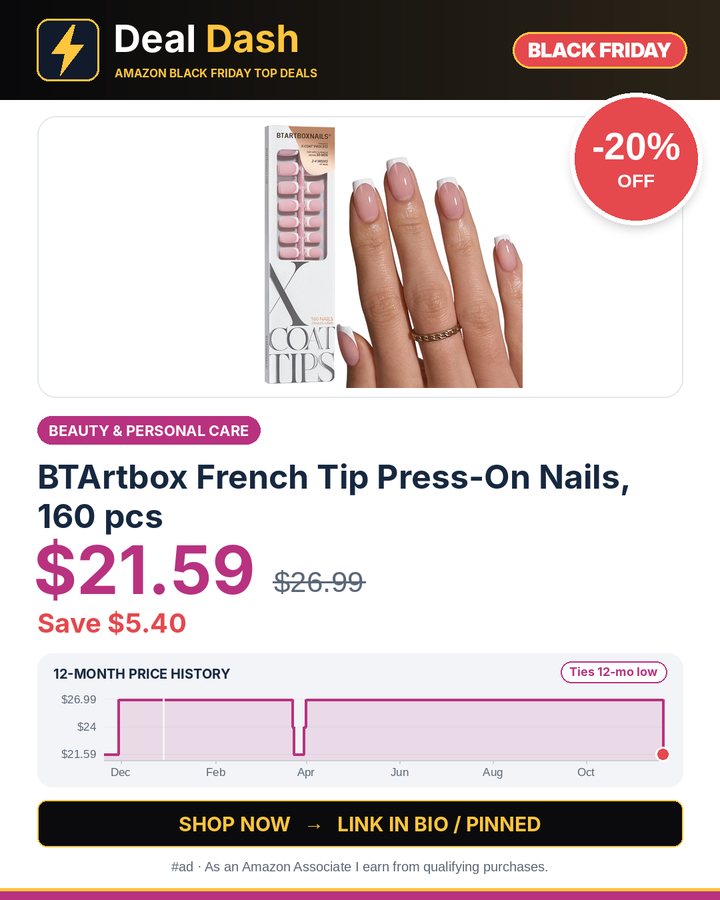 Deal Dash
AMAZON BLACK FRIDAY TOP DEALS
BLACK FRIDAY
-20%
OFF
BTARTBOXNAILS
X
COAT
TIPS
160 NAILS
BEAUTY & PERSONAL CARE
BTArtbox French Tip Press-On Nails,
160 pcs
$21.59 $26.99
Save $5.40
12-MONTH PRICE HISTORY
Ties 12-mo low
$26.99
$24
$21.59
Dec Feb Apr Jun Aug Oct
SHOP NOW → LINK IN BIO / PINNED
#ad · As an Amazon Associate I earn from qualifying purchases.